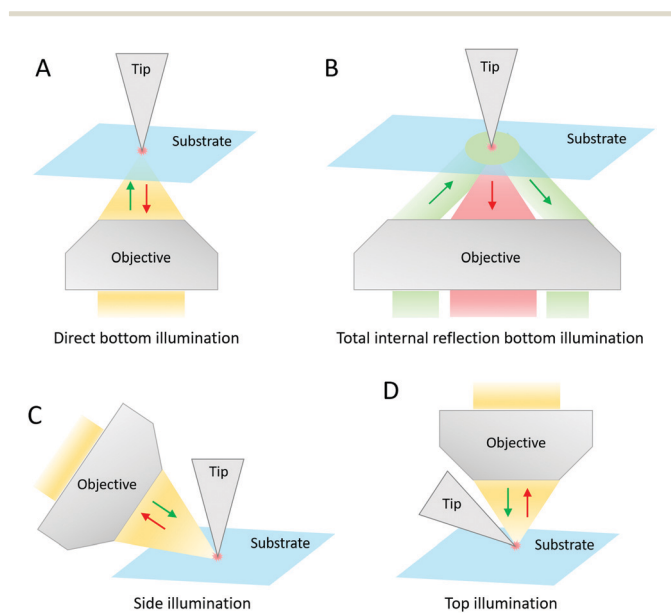 A
Tip
Substrate
Objective
Direct bottom illumination
B
Tip
Substrate
Objective
Total internal reflection bottom illumination
C
Objective
Tip
Substrate
Side illumination
D
Objective
Tip
Substrate
Top illumination